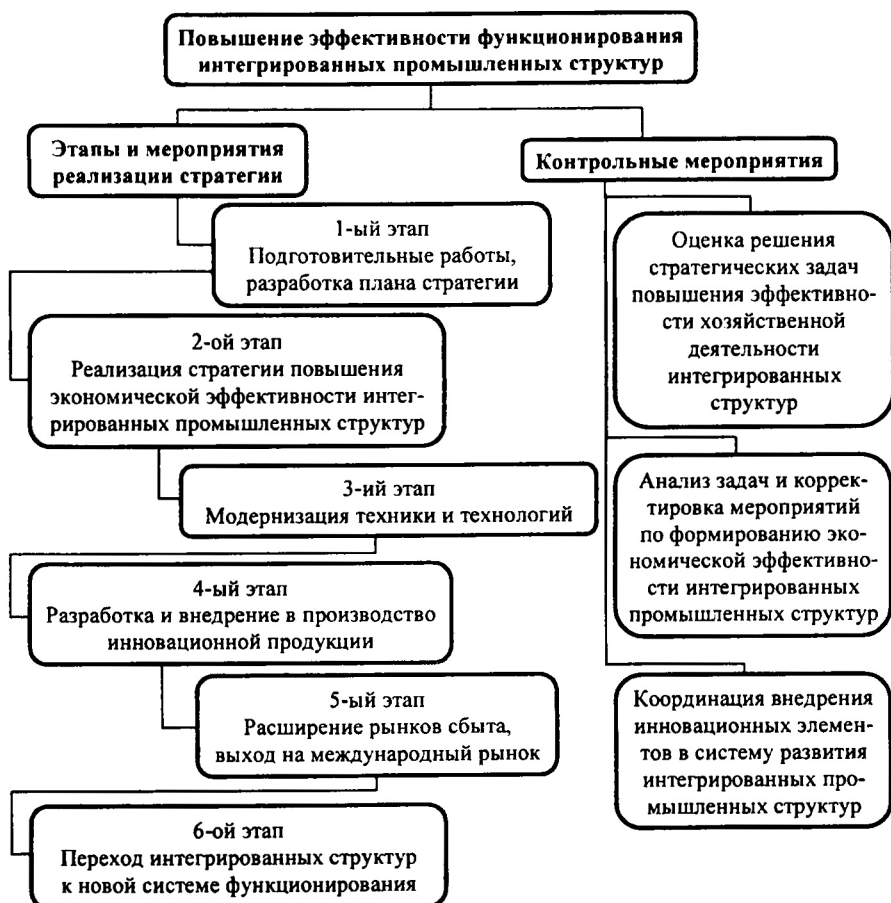 Повышение эффективности функционирования
интегрированных промышленных структур
Этапы и мероприятия
реализации стратегии
1-ый этап
Подготовительные работы,
разработка плана стратегии
2-ой этап
Реализация стратегии повышения
экономической эффективности интег-
рированных промышленных структур
3-ий этап
Модернизация техники и технологий
4-ый этап
Разработка и внедрение в производство
инновационной продукции
5-ый этап
Расширение рынков сбыта,
выход на международный рынок
6-ой этап
Переход интегрированных структур
к новой системе функционирования
Контрольные мероприятия
Оценка решения
стратегических задач
повышения эффективно-
сти хозяйственной
деятельности
интегрированных
структур
Анализ задач и коррек-
тировка мероприятий
по формированию эко-
номической эффективно-
сти интегрированных
промышленных структур
Координация внедрения
инновационных элемен-
тов в систему развития
интегрированных про-
мышленных структур